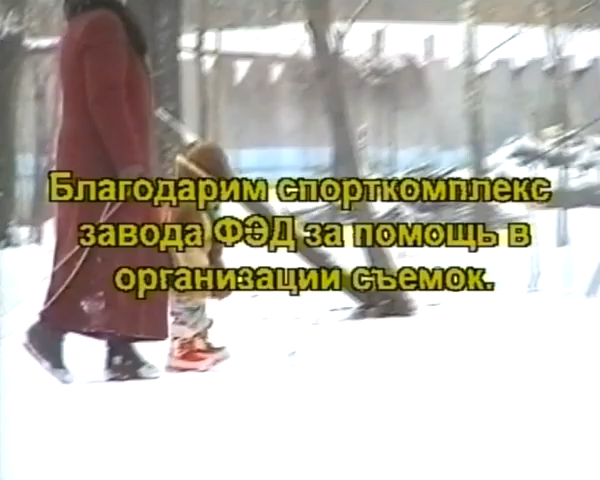 Благодарим спорткомплекс
завода ФЭД за помощь в
организации съемок.